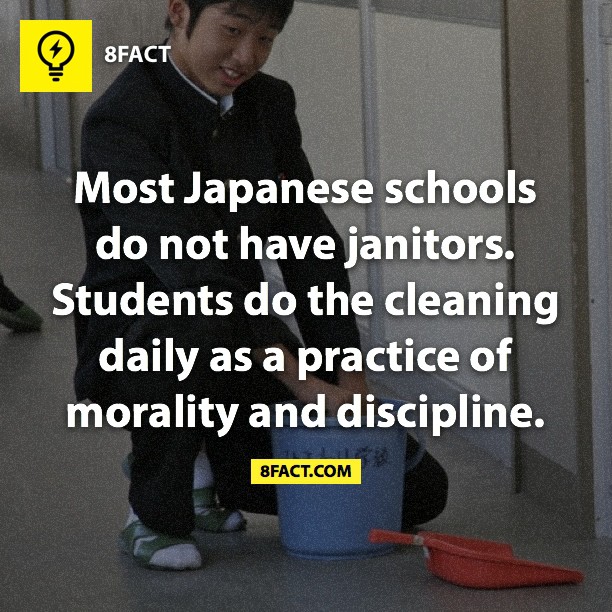 8FACT
Most Japanese schools
do not have janitors.
Students do the cleaning
daily as a practice of
morality and discipline.
8FACT.COM